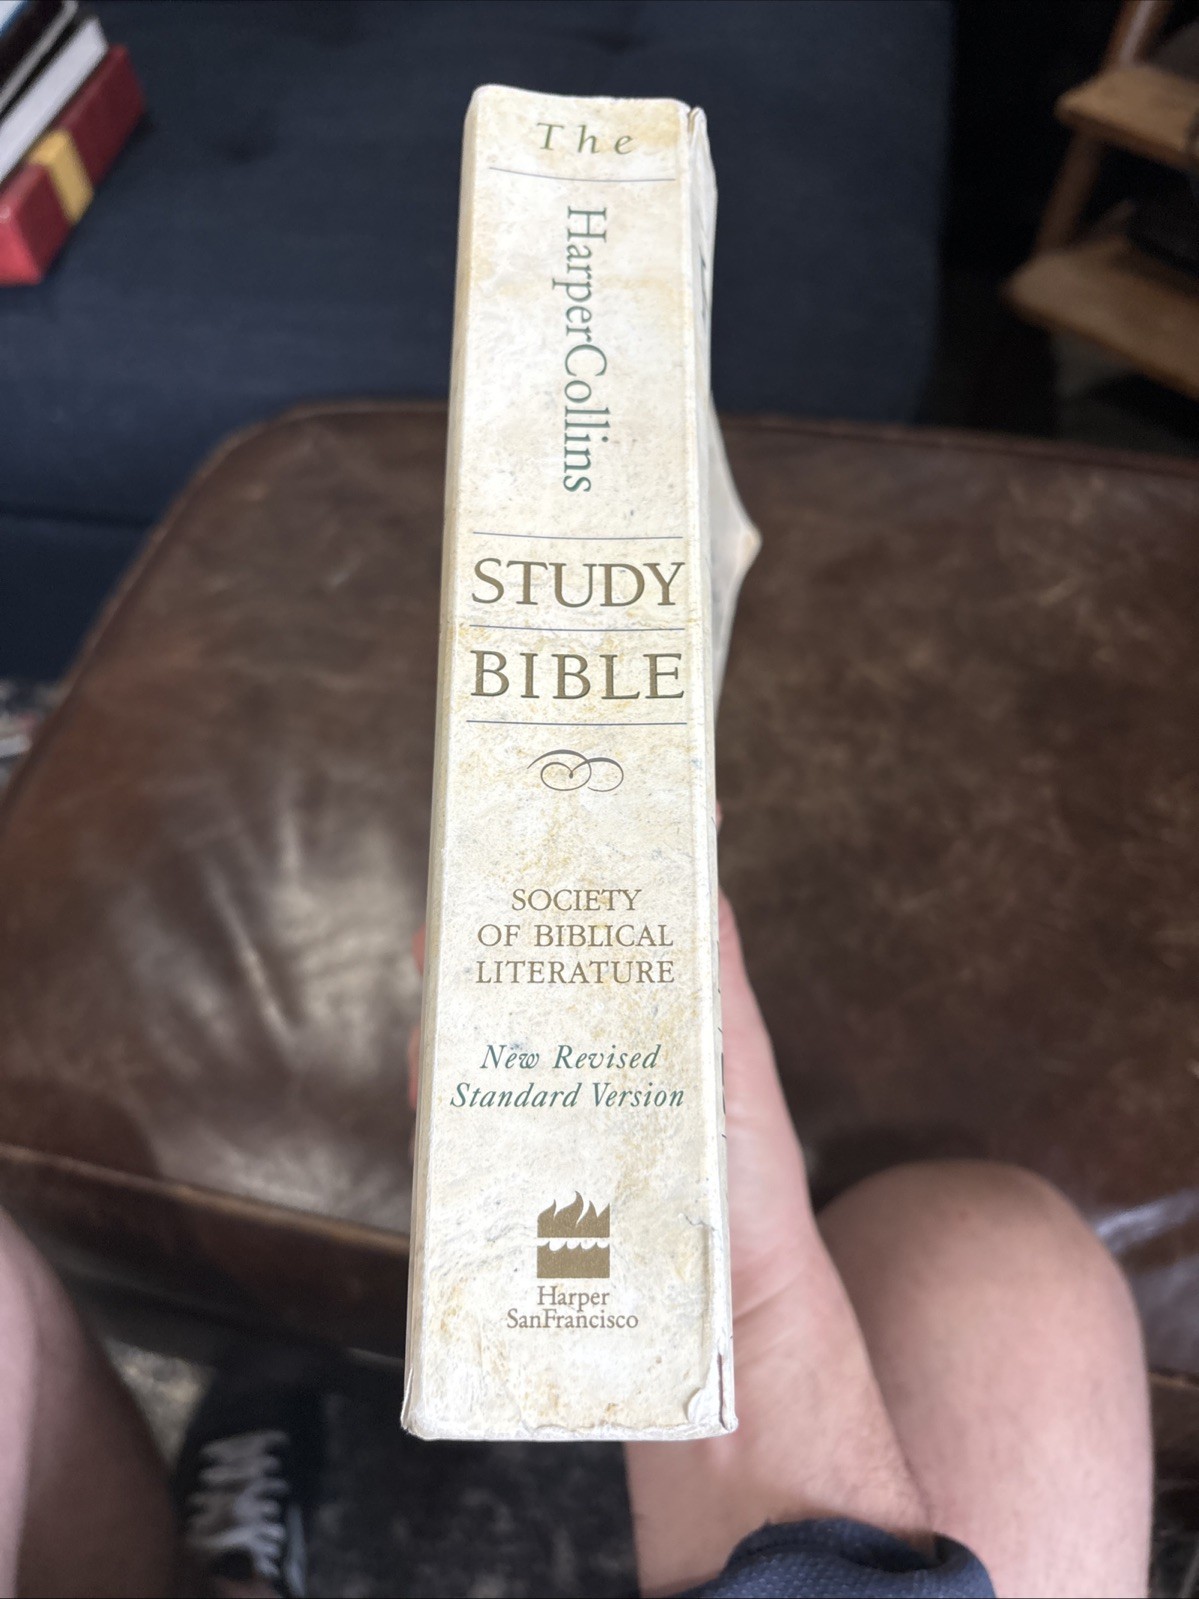 The
HarperCollins
STUDY
BIBLE
SOCIETY
OF BIBLICAL
LITERATURE
New Revised
Standard Version
Harper
SanFrancisco